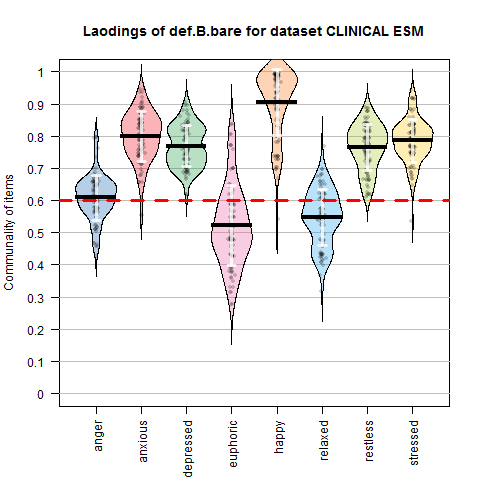 Laodings of def.B.bare for dataset CLINICAL ESM
Communality of items
1
0.9
0.8
0.7
0.6
0.5
0.4
0.3
0.2
0.1
0
anger
anxious
depressed
euphoric
happy
relaxed
restless
stressed